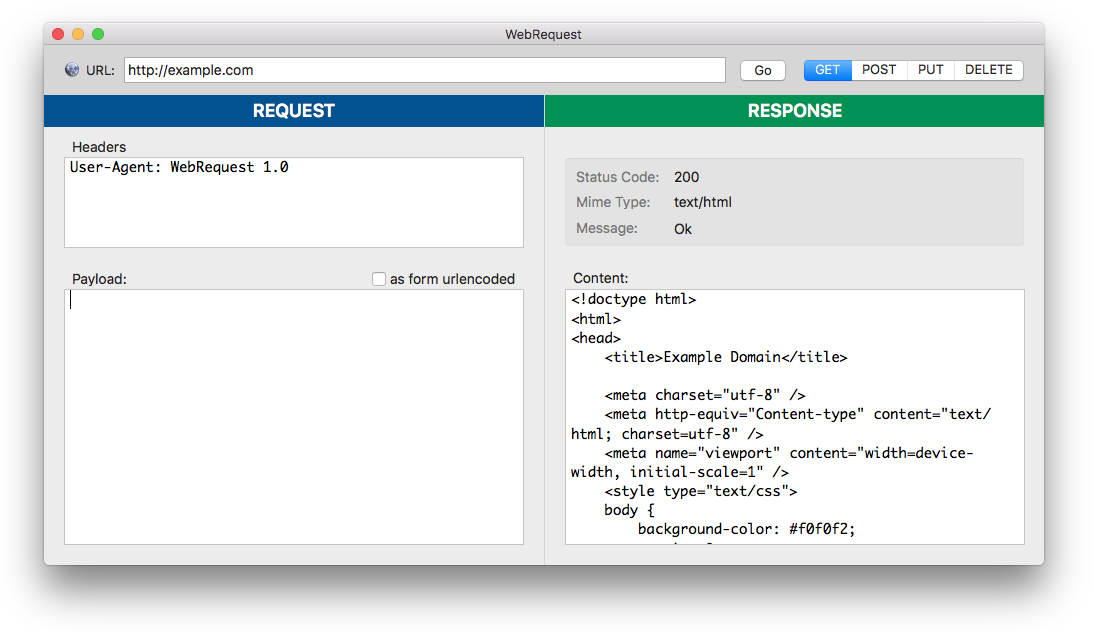 WebRequest
URL: http://example.com Go GET POST PUT DELETE
REQUEST
RESPONSE
Headers
User-Agent: WebRequest 1.0
Payload:
as form urlencoded
Status Code: 200
Mime Type: text/html
Message: Ok
Content:
<!doctype html>
<html>
<head>
    <title>Example Domain</title>
    <meta charset="utf-8" />
    <meta http-equiv="Content-type" content="text/
html; charset=utf-8" />
    <meta name="viewport" content="width=device-
width, initial-scale=1" />
    <style type="text/css">
    body {
        background-color: #f0f0f2;